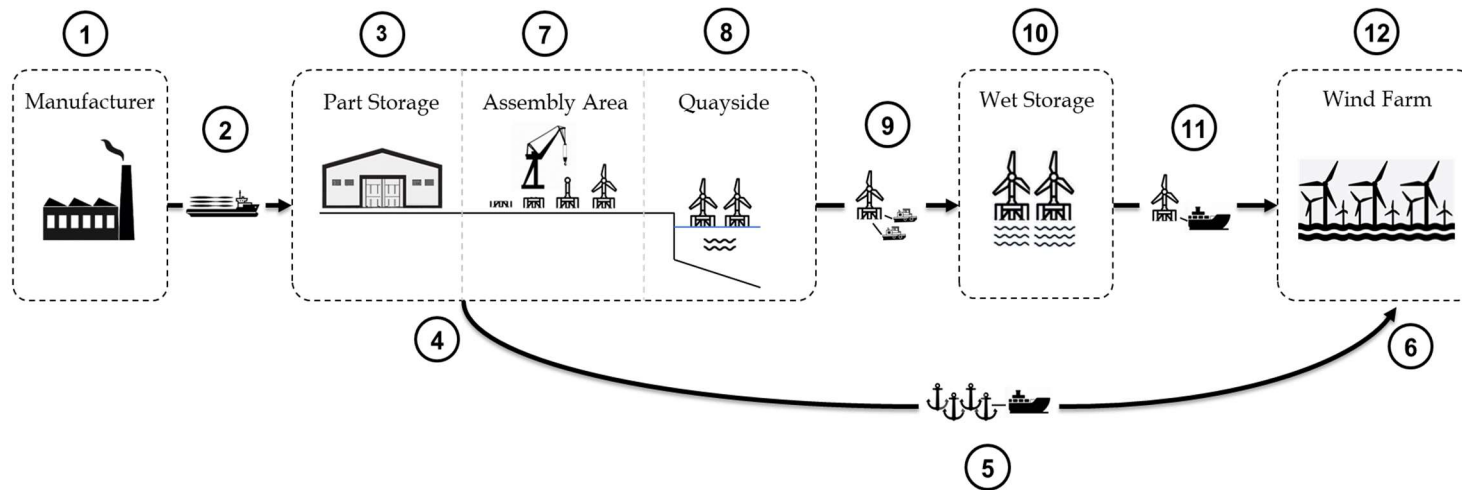 1
3
7
8
10
12
Manufacturer
Part Storage
Assembly Area
Quayside
Wet Storage
Wind Farm
2
9
11
4
6
5